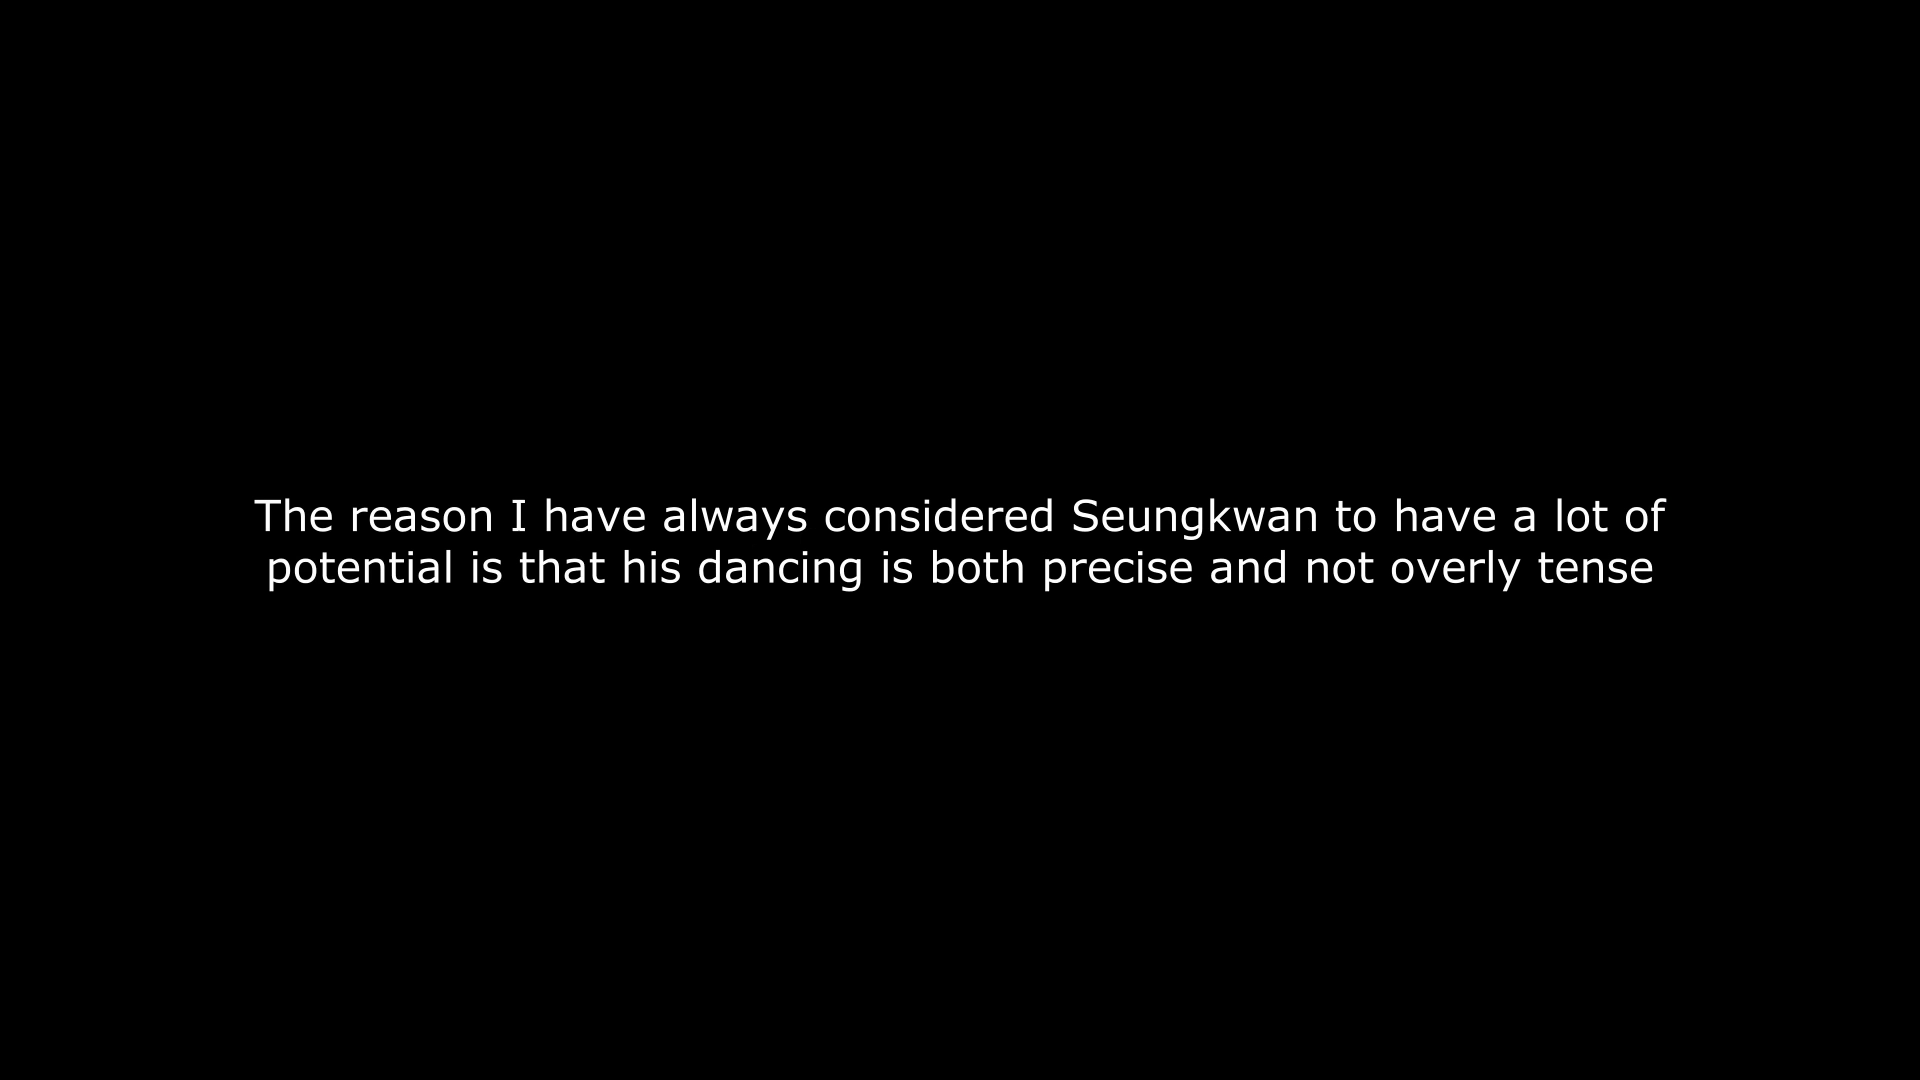 The reason I have always considered Seungkwan to have a lot of
potential is that his dancing is both precise and not overly tense